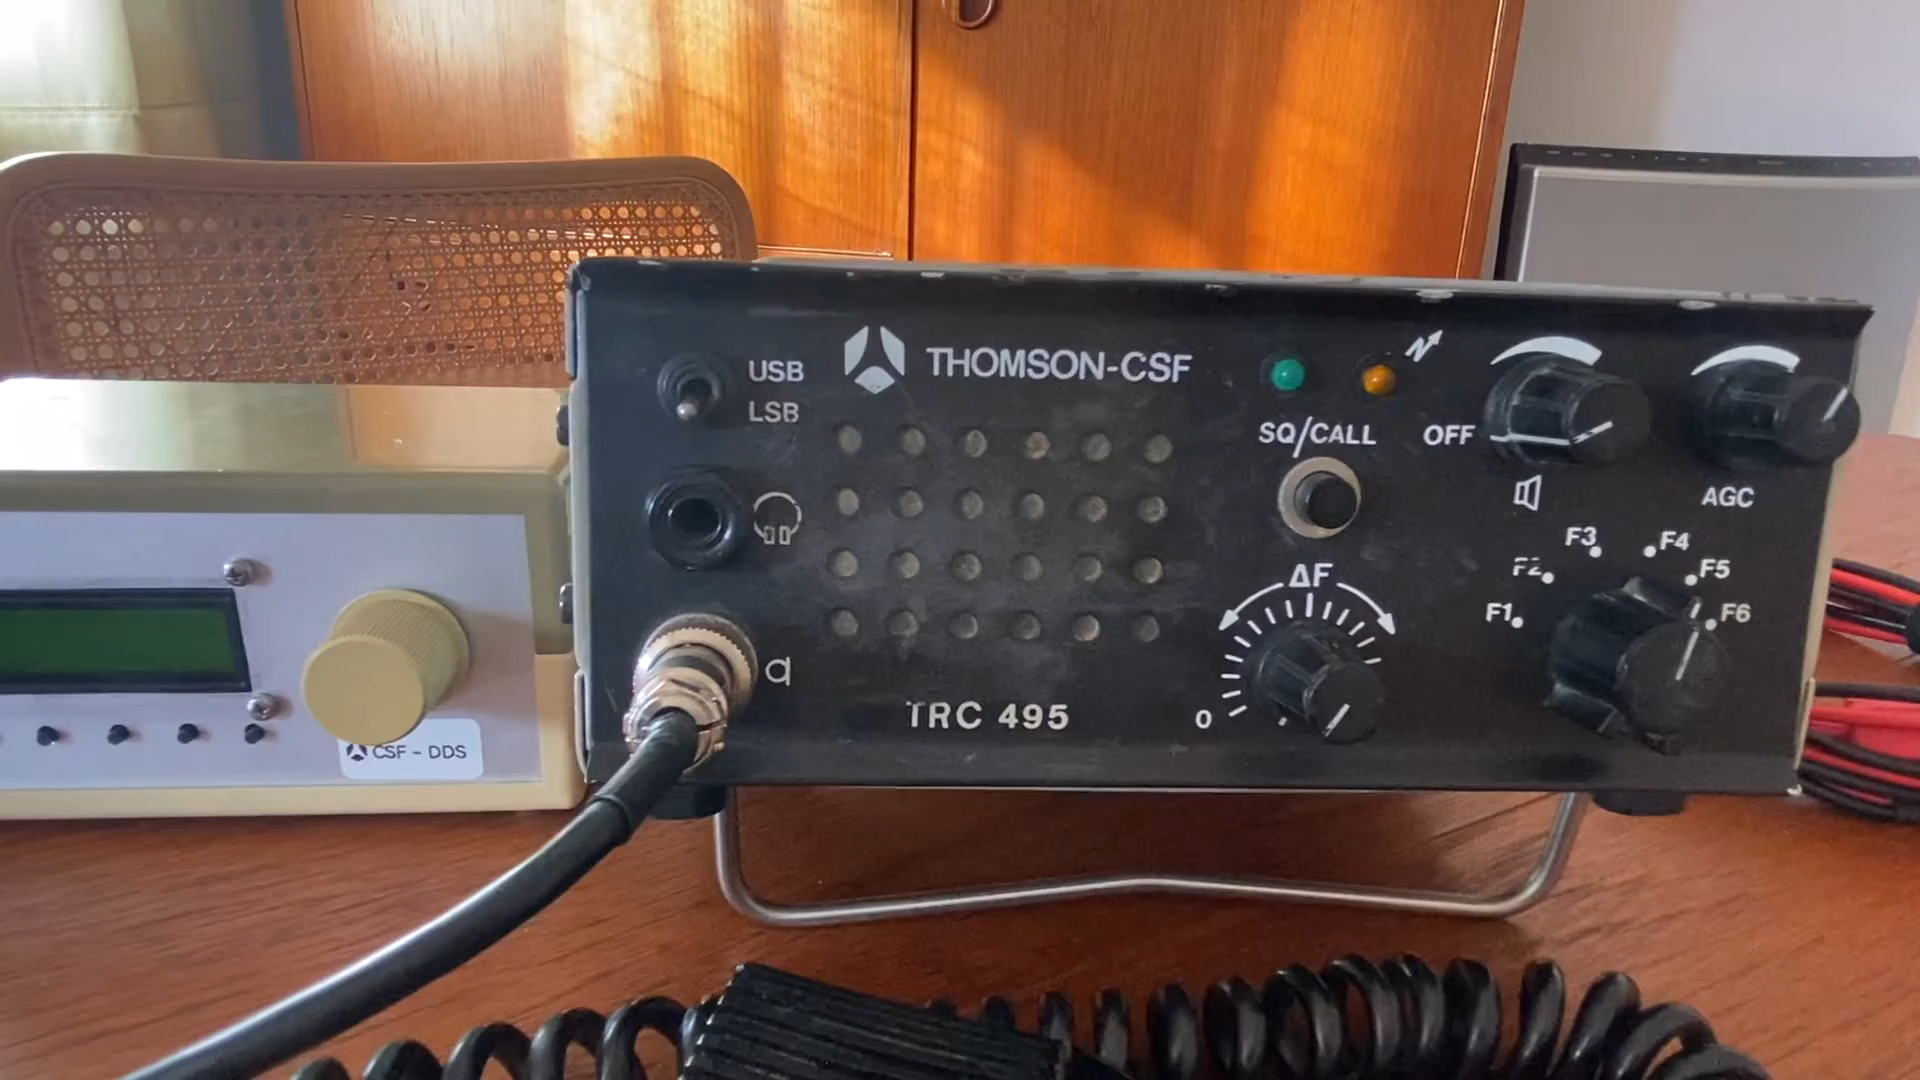 USB
LSB
THOMSON-CSF
SQ/CALL
OFF
AGC
F1
F2
F3
F4
F5
F6
ΔF
0
TRC 495
CSF - DDS